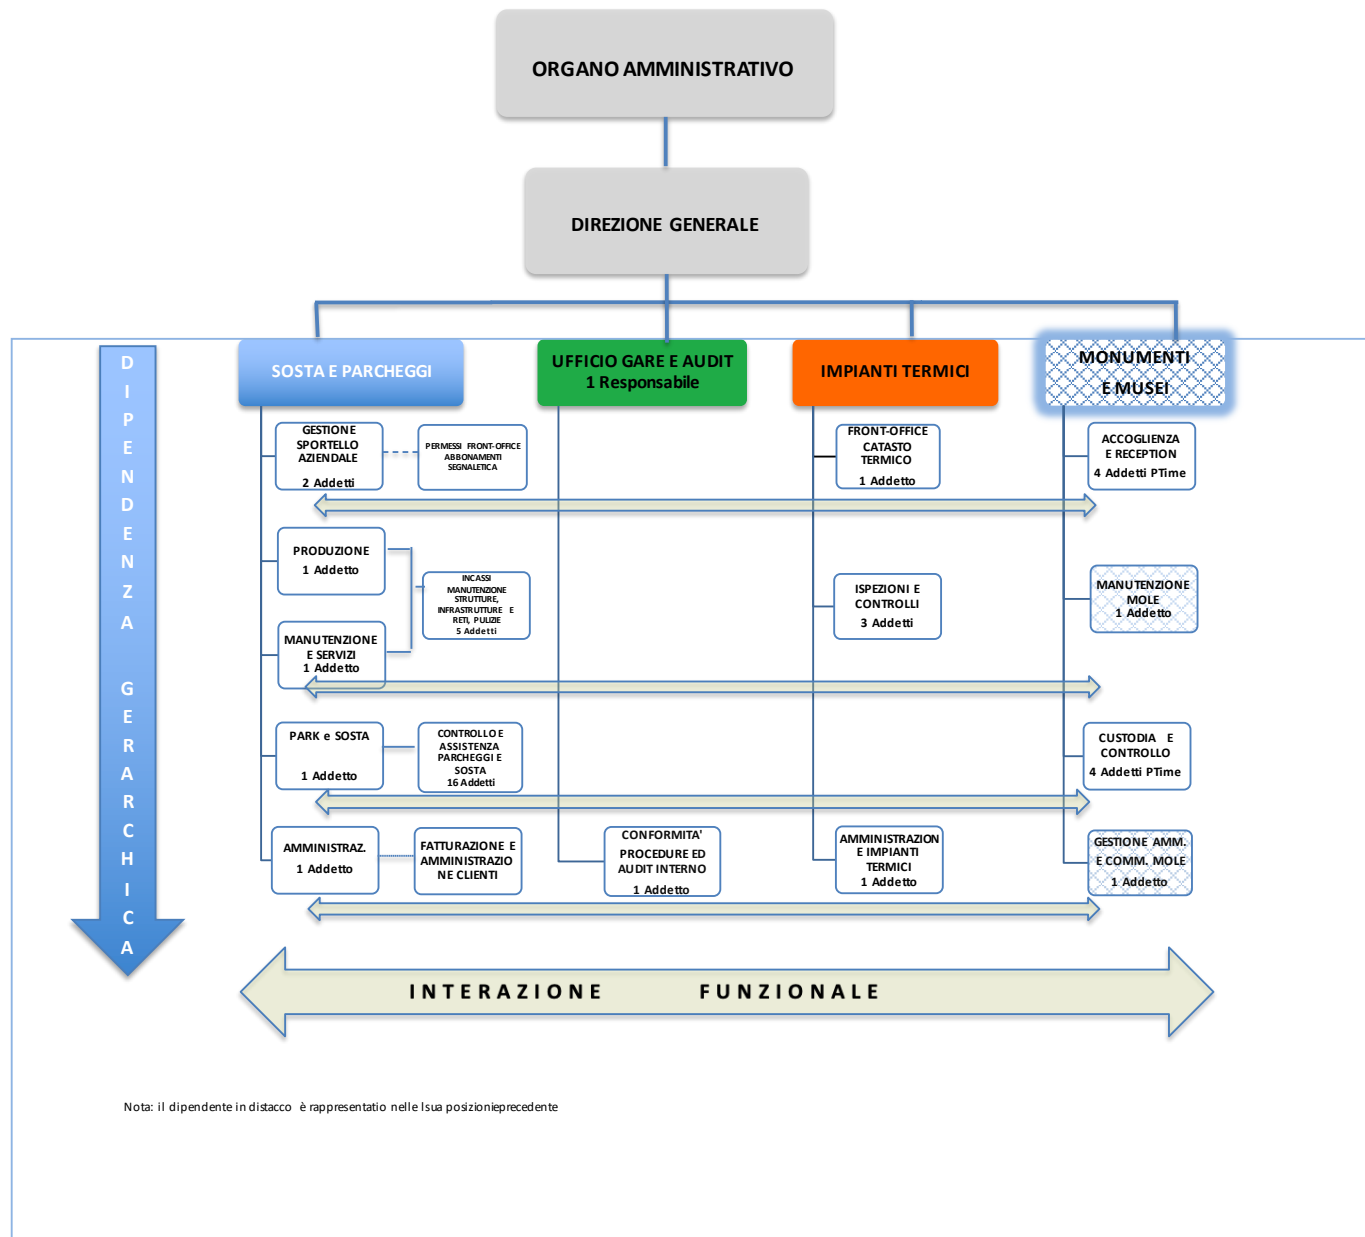 ORGANO AMMINISTRATIVO
DIREZIONE GENERALE
DIPENDENZA GERARCHICA
SOSTA E PARCHEGGI
UFFICIO GARE E AUDIT
1 Responsabile
IMPIANTI TERMICI
MONUMENTI
E MUSEI
GESTIONE
SPORTELLO
AZIENDALE
2 Addetti
PERMESSI FRONT-OFFICE
ABBONAMENTI
SEGNALETICA
FRONT-OFFICE
CATASTO
TERMICO
1 Addetto
ACCOGLIENZA
E RECEPTION
4 Addetti PTime
PRODUZIONE
1 Addetto
INCASSI
MANUTENZIONE
STRUTTURE,
INFRASTRUTTURE E
RETI, PULIZIE
5 Addetti
MANUTENZIONE
E SERVIZI
1 Addetto
ISPEZIONI E
CONTROLLI
3 Addetti
MANUTENZIONE
MOLE
1 Addetto
PARK e SOSTA
1 Addetto
CONTROLLO E
ASSISTENZA
PARCHEGGI E
SOSTA
16 Addetti
CUSTODIA E
CONTROLLO
4 Addetti PTime
AMMINISTRAZ.
1 Addetto
FATTURAZIONE E
AMMINISTRAZIO
NE CLIENTI
CONFORMITA'
PROCEDURE ED
AUDIT INTERNO
1 Addetto
AMMINISTRAZION
E IMPIANTI
TERMICI
1 Addetto
GESTIONE AMM.
E COMM. MOLE
1 Addetto
INTERAZIONE FUNZIONALE
Nota: il dipendente in distacco è rappresentatio nelle lsua posizionieprecedente